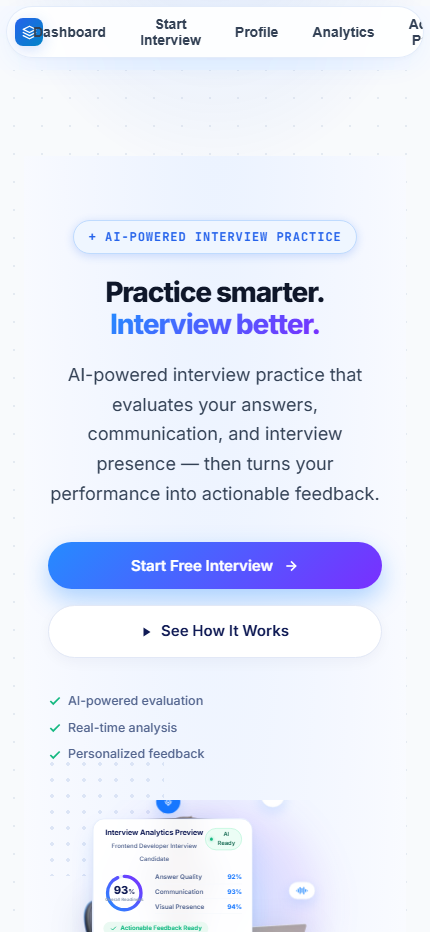 Dashboard
Start
Interview
Profile
Analytics
+ AI-POWERED INTERVIEW PRACTICE
Practice smarter.
Interview better.
AI-powered interview practice that
evaluates your answers,
communication, and interview
presence — then turns your
performance into actionable feedback.
Start Free Interview →
See How It Works
AI-powered evaluation
Real-time analysis
Personalized feedback
Interview Analytics Preview
AI
Ready
Frontend Developer Interview
Candidate
93%
Answer Quality 92%
Communication 93%
Visual Presence 94%
Actionable Feedback Ready